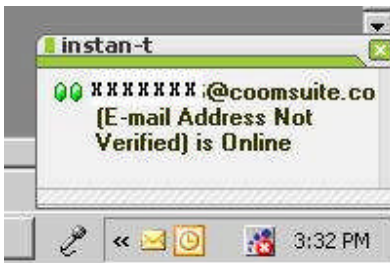 instan-t
XXXXXXX @coomsuite.co
(E-mail Address Not
Verified) is Online
« 3:32 PM